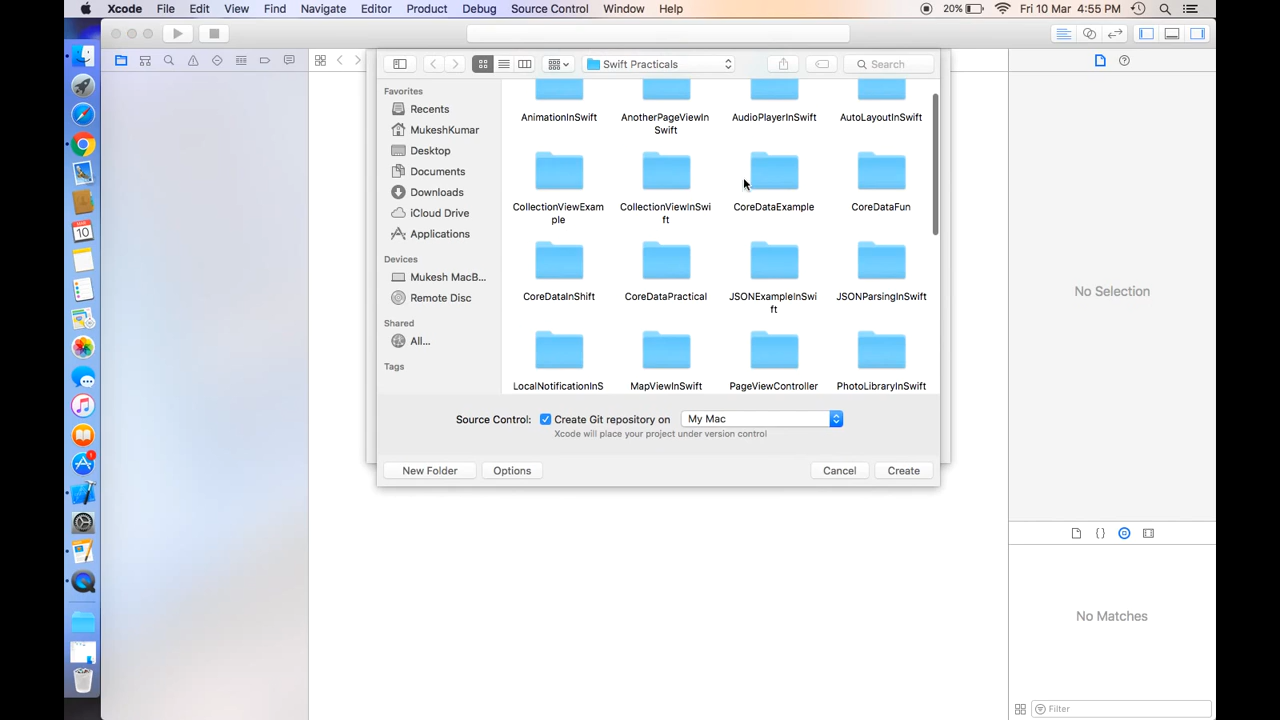 Xcode File Edit View Find Navigate Editor Product Debug Source Control Window Help 20% Fri 10 Mar 4:55 PM
Swift Practicals
Search
Favorites
Recents
MukeshKumar
Desktop
Documents
Downloads
iCloud Drive
Applications
Devices
Mukesh MacB...
Remote Disc
Shared
All...
Tags
AnimationInSwift
AnotherPageViewIn
Swift
AudioPlayerInSwift
AutoLayoutInSwift
CollectionViewExam
ple
CollectionViewInSwi
ft
CoreDataExample
CoreDataFun
CoreDataInShift
CoreDataPractical
JSONExampleInSwi
ft
JSONParsingInSwift
LocalNotificationInS
MapViewInSwift
PageViewController
PhotoLibraryInSwift
Source Control: Create Git repository on My Mac
Xcode will place your project under version control
New Folder Options Cancel Create
No Selection
No Matches
Filter
10
1